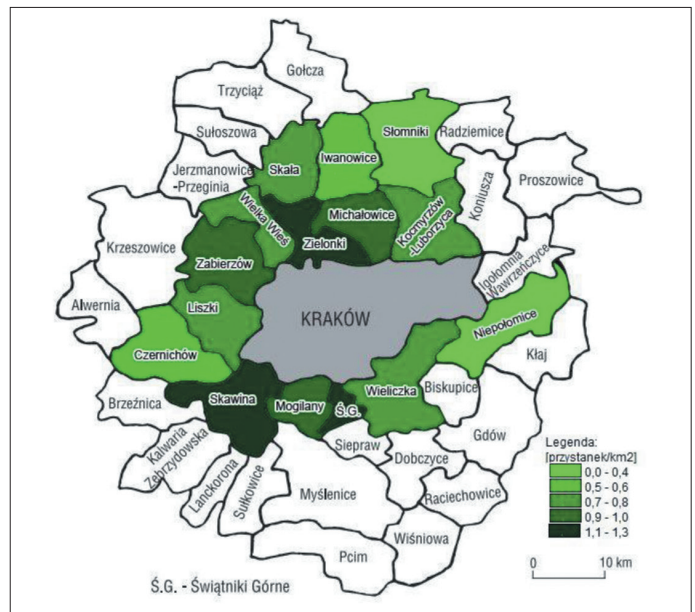 Gołcza
Trzyciąż
Sułoszowa
Słomniki
Radziemice
Iwanowice
Skała
Jerzmanowice
-Przeginia
Proszowice
Koniusza
Wielka Wieś
Michałowice
Kocmyrzów
-Luborzyca
Krzeszowice
Zielonki
Zabierzów
Igołomnia
Wawrzeńczyce
Alwernia
Liszki
KRAKÓW
Niepołomice
Czernichów
Kłaj
Skawina
Mogilany
Ś.G.
Wieliczka
Biskupice
Brzeźnica
Kalwaria
Zebrzydowska
Lanckorona
Sułkowice
Siepraw
Dobczyce
Gdów
Myślenice
Raciechowice
Wiśniowa
Pcim
Legenda:
[przystanek/km2]
0,0 - 0,4
0,5 - 0,6
0,7 - 0,8
0,9 - 1,0
1,1 - 1,3
0 10 km
Ś.G. - Świątniki Górne